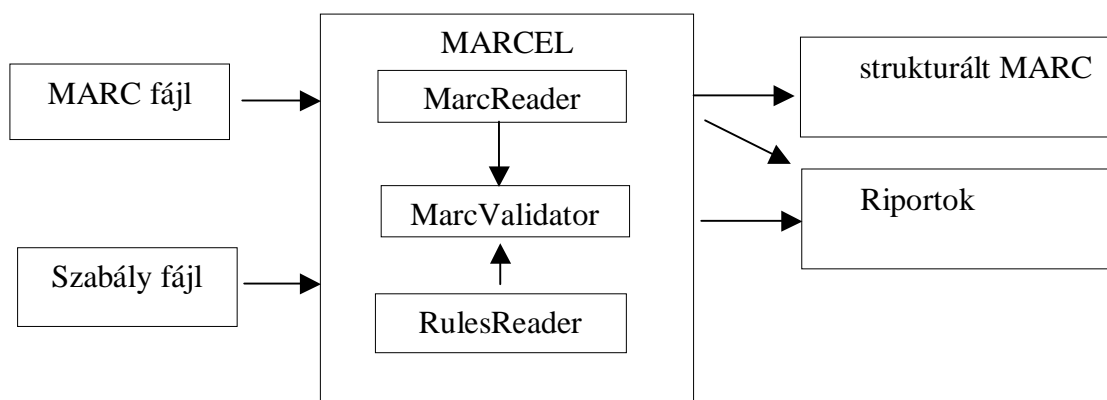 MARCEL
MARC fájl
MarcReader
strukturált MARC
MarcValidator
Riportok
Szabály fájl
RulesReader